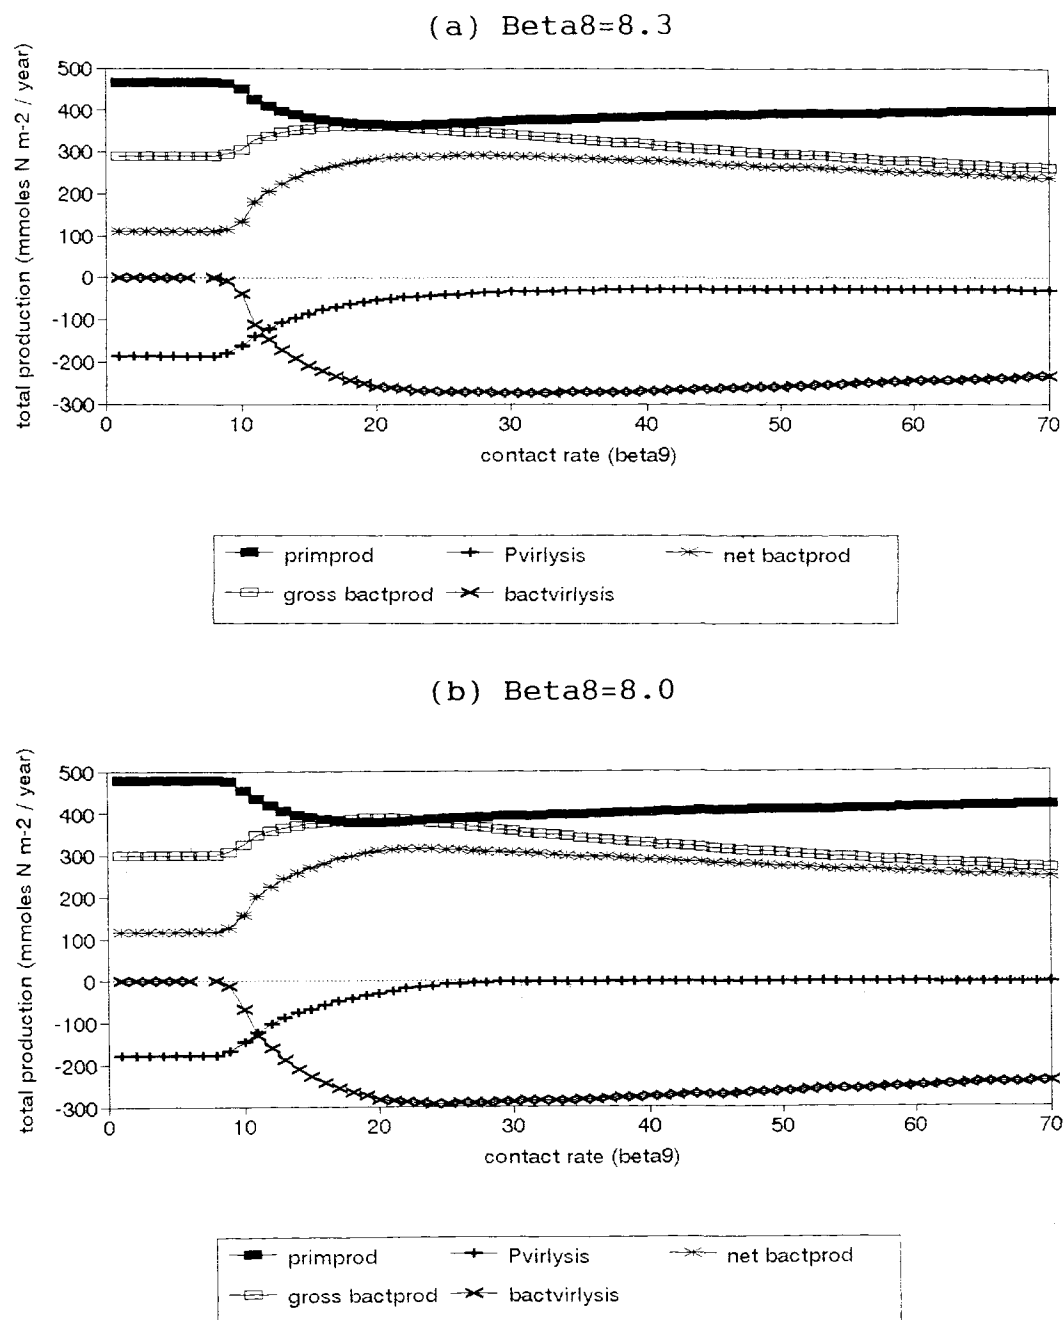 (a) Beta8=8.3
total production (mmoles N m-2 / year)
500
400
300
200
100
0
-100
-200
-300
0 10 20 30 40 50 60 70
contact rate (beta9)
primprod Pvirlysis net bactprod
gross bactprod bactvirlysis
(b) Beta8=8.0
total production (mmoles N m-2 / year)
500
400
300
200
100
0
-100
-200
-300
0 10 20 30 40 50 60 70
contact rate (beta9)
primprod Pvirlysis net bactprod
gross bactprod bactvirlysis